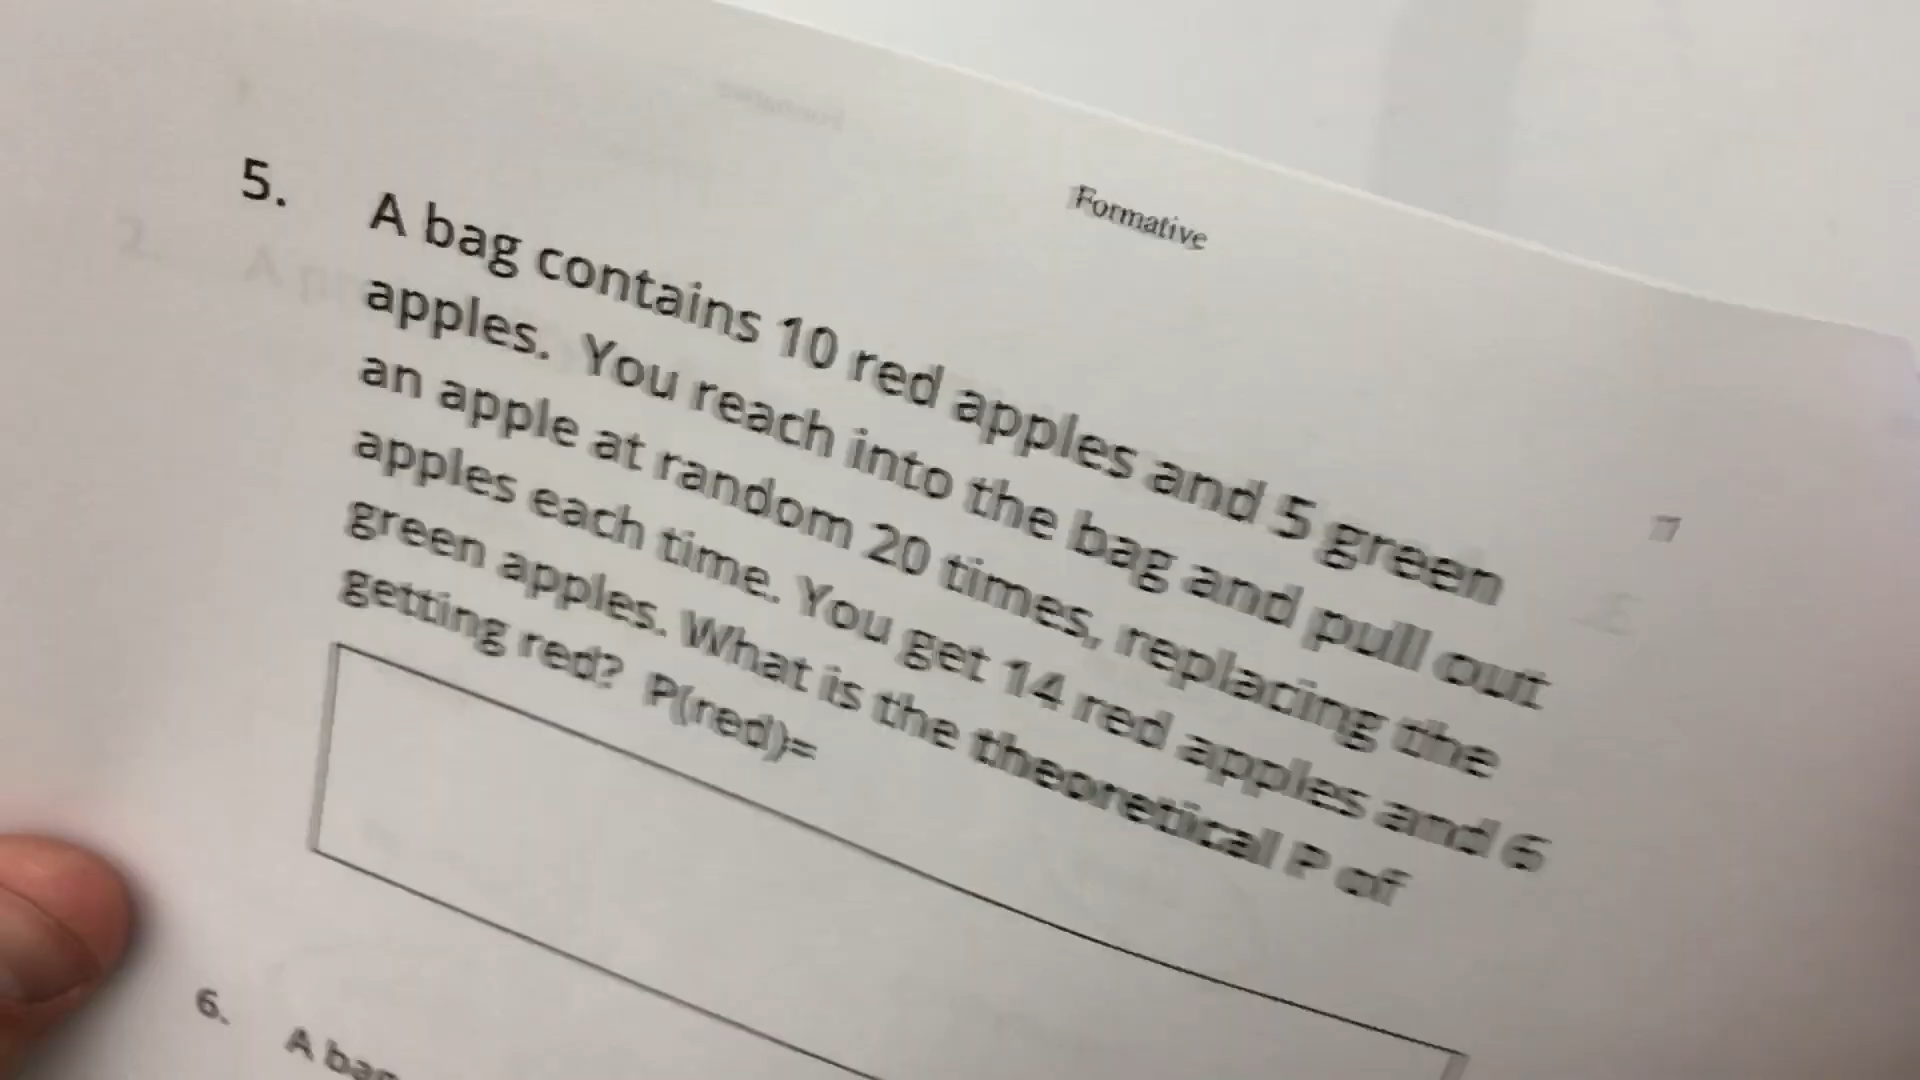 Formative
5. A bag contains 10 red apples and 5 green
apples. You reach into the bag and pull out
an apple at random 20 times, replacing the
apples each time. You get 14 red apples and 6
green apples. What is the theoretical P of
getting red? P(red)=
6. A bag